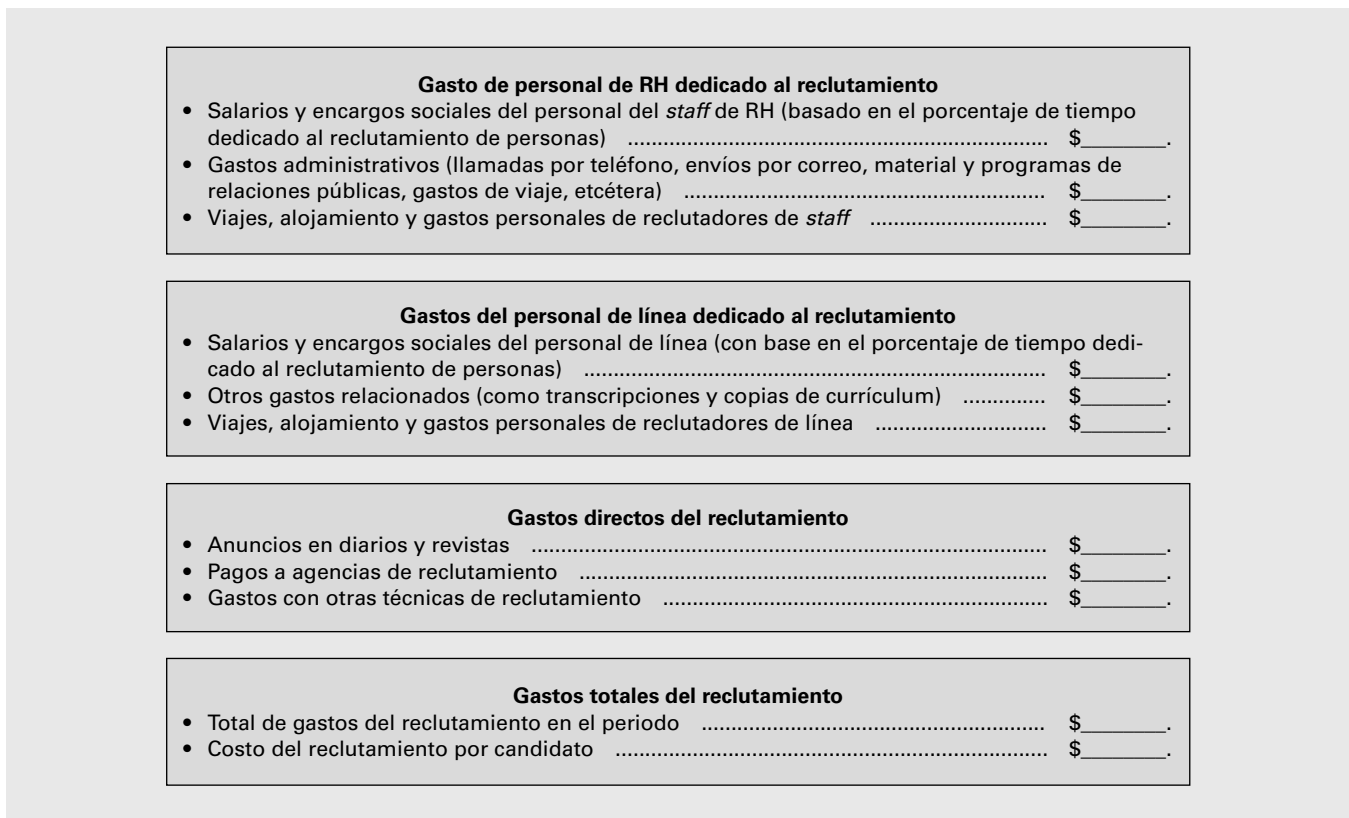 Gasto de personal de RH dedicado al reclutamiento
• Salarios y encargos sociales del personal del staff de RH (basado en el porcentaje de tiempo
dedicado al reclutamiento de personas) ........................................................................ $________.
• Gastos administrativos (llamadas por teléfono, envíos por correo, material y programas de
relaciones públicas, gastos de viaje, etcétera) ............................................................. $________.
• Viajes, alojamiento y gastos personales de reclutadores de staff .............................. $________.
Gastos del personal de línea dedicado al reclutamiento
• Salarios y encargos sociales del personal de línea (con base en el porcentaje de tiempo dedi-
cado al reclutamiento de personas) .............................................................................. $________.
• Otros gastos relacionados (como transcripciones y copias de currículum) .............. $________.
• Viajes, alojamiento y gastos personales de reclutadores de línea ............................. $________.
Gastos directos del reclutamiento
• Anuncios en diarios y revistas ....................................................................................... $________.
• Pagos a agencias de reclutamiento ............................................................................... $________.
• Gastos con otras técnicas de reclutamiento ................................................................. $________.
Gastos totales del reclutamiento
• Total de gastos del reclutamiento en el periodo .......................................................... $________.
• Costo del reclutamiento por candidato ......................................................................... $________.